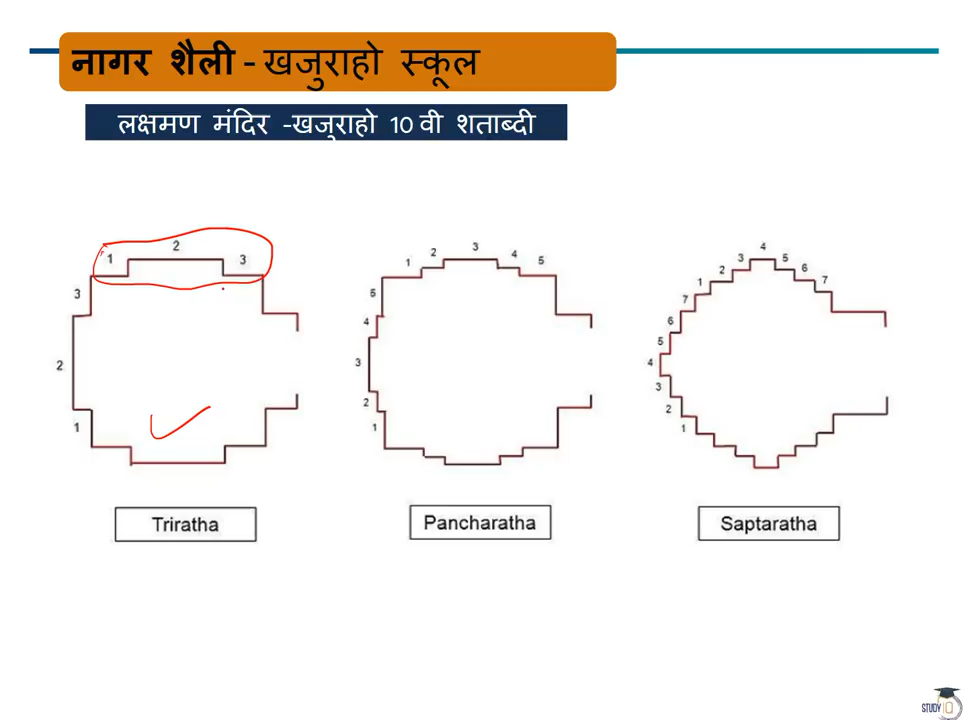 नागर शैली - खजुराहो स्कूल
लक्षमण मंदिर -खजूराहो 10 वी शताब्दी
1 2 3
3
2
1
1 2 3 4 5
5
4
3
2
1
1 2 3 4 5 6 7
7
6
5
4
3
2
1
Triratha
Pancharatha
Saptaratha
STUDY IQ